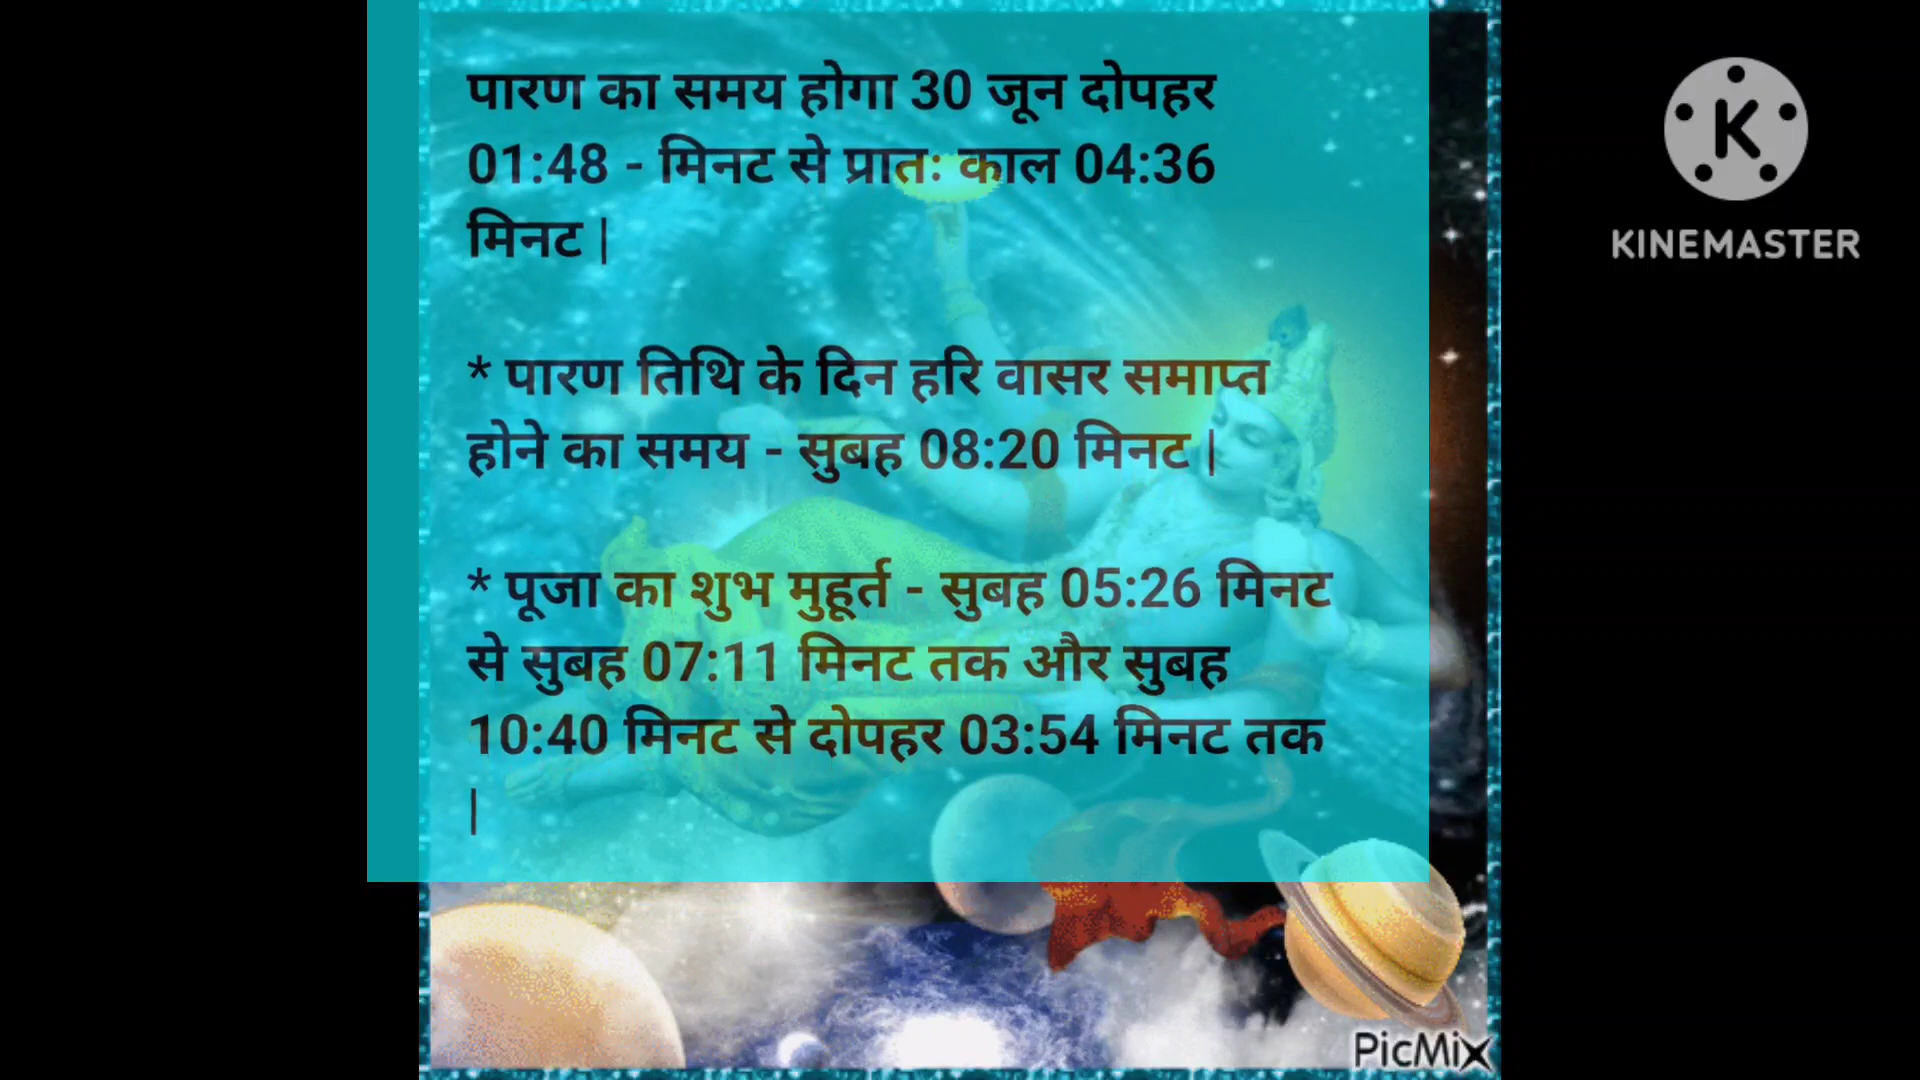 पारण का समय होगा 30 जून दोपहर
01:48 - मिनट से प्रातः काल 04:36
मिनट |
* पारण तिथि के दिन हरि वासर समाप्त
होने का समय - सुबह 08:20 मिनट |
* पूजा का शुभ मुहूर्त - सुबह 05:26 मिनट
से सुबह 07:11 मिनट तक और सुबह
10:40 मिनट से दोपहर 03:54 मिनट तक
|
K
KINEMASTER
PicMix